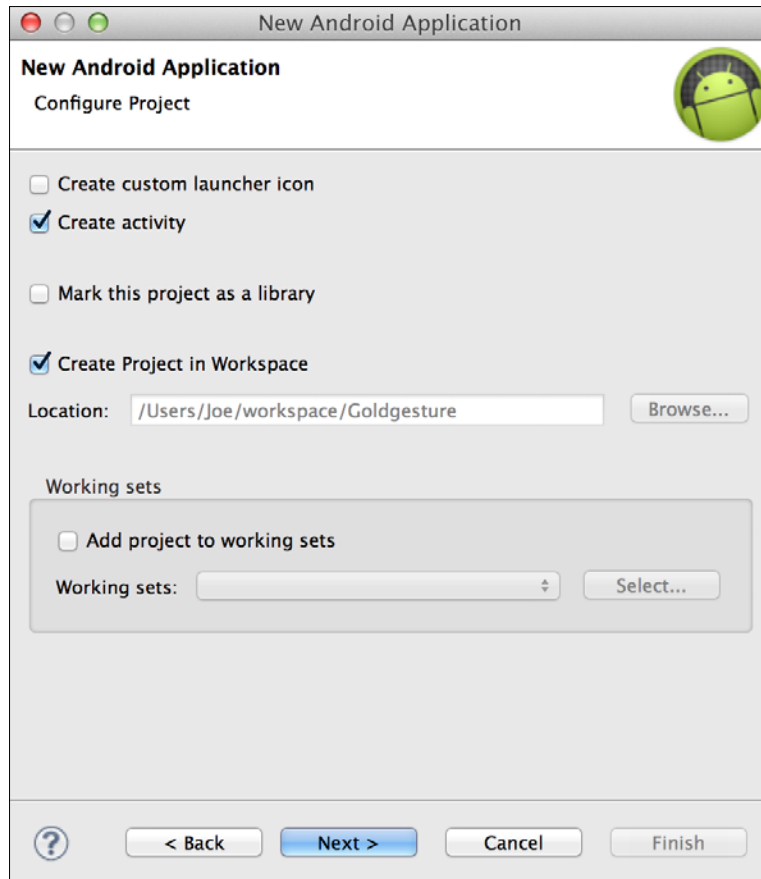 New Android Application
New Android Application
Configure Project
Create custom launcher icon
Create activity
Mark this project as a library
Create Project in Workspace
Location: /Users/Joe/workspace/Goldgesture Browse...
Working sets
Add project to working sets
Working sets: Select...
? < Back Next > Cancel Finish